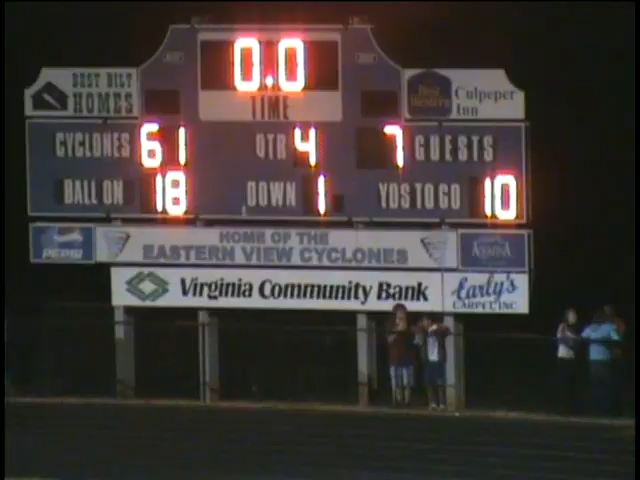 0.0
TIME
BEST BILT
HOMES
Best
Western
Culpeper
Inn
CYCLONES 61 QTR 4 7 GUESTS
BALL ON 18 DOWN 1 YDS TO GO 10
PEPSI
HOME OF THE
EASTERN VIEW CYCLONES
Virginia Community Bank
Early's
CARPET, INC.